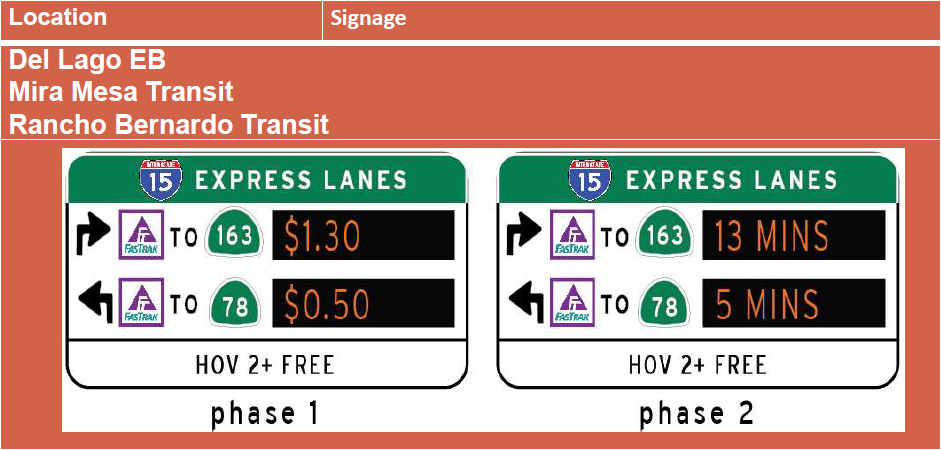 Location Signage
Del Lago EB
Mira Mesa Transit
Rancho Bernardo Transit
INTERSTATE 15 EXPRESS LANES
FASTRAK TO 163 $1.30
FASTRAK TO 78 $0.50
HOV 2+ FREE
phase 1
INTERSTATE 15 EXPRESS LANES
FASTRAK TO 163 13 MINS
FASTRAK TO 78 5 MINS
HOV 2+ FREE
phase 2